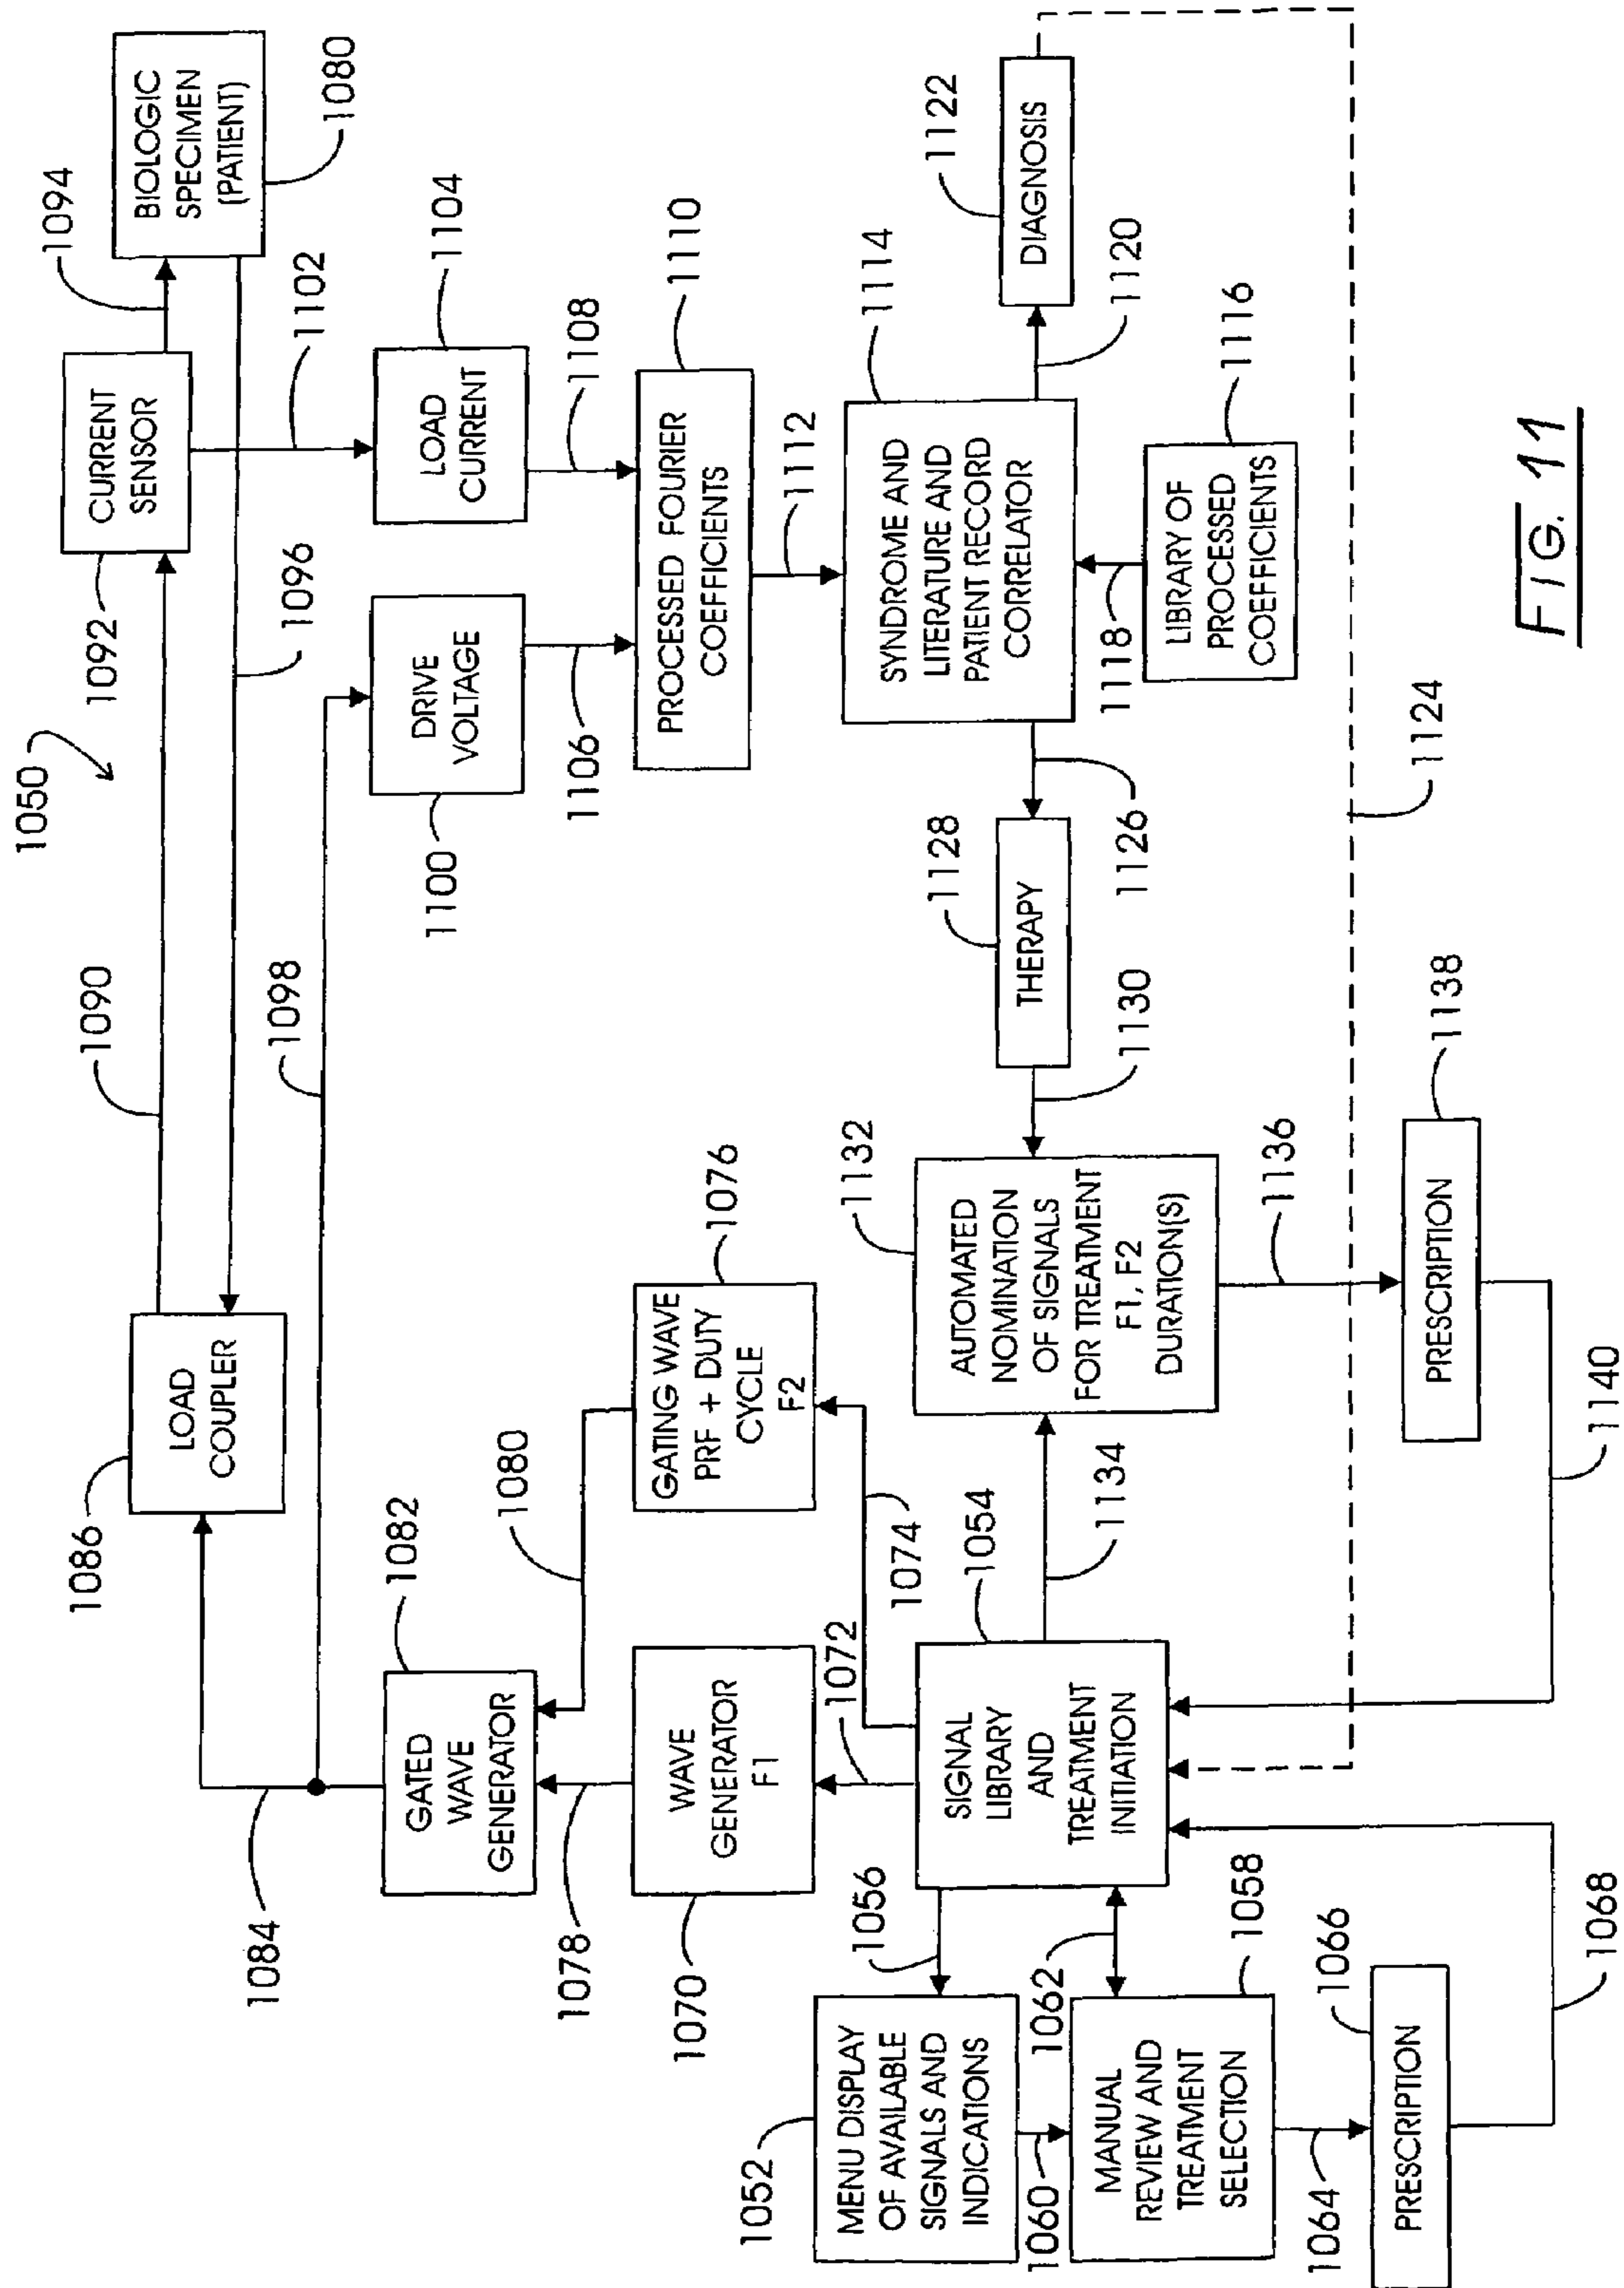 1050
1086
LOAD
COUPLER
1090
1092
CURRENT
SENSOR
1094
BIOLOGIC
SPECIMEN
(PATIENT)
1080
1096
1098
1084
1082
GATED
WAVE
GENERATOR
1080
1100
DRIVE
VOLTAGE
1102
1104
LOAD
CURRENT
1078
1070
WAVE
GENERATOR
F1
1076
GATING WAVE
PRF + DUTY
CYCLE
F2
1106
1108
1110
PROCESSED FOURIER
COEFFICIENTS
1072
1074
1112
1114
SYNDROME AND
LITERATURE AND
PATIENT RECORD
CORRELATOR
1052
MENU DISPLAY
OF AVAILABLE
SIGNALS AND
INDICATIONS
1056
1054
SIGNAL
LIBRARY
AND
TREATMENT
INITIATION
1134
1132
AUTOMATED
NOMINATION
OF SIGNALS
FOR TREATMENT
F1, F2
DURATION(S)
1130
1128
THERAPY
1126
1120
1122
DIAGNOSIS
1060
1062
1058
MANUAL
REVIEW AND
TREATMENT
SELECTION
1118
1116
LIBRARY OF
PROCESSED
COEFFICIENTS
1064
1066
PRESCRIPTION
1068
1136
1138
PRESCRIPTION
1140
1124
FIG. 11